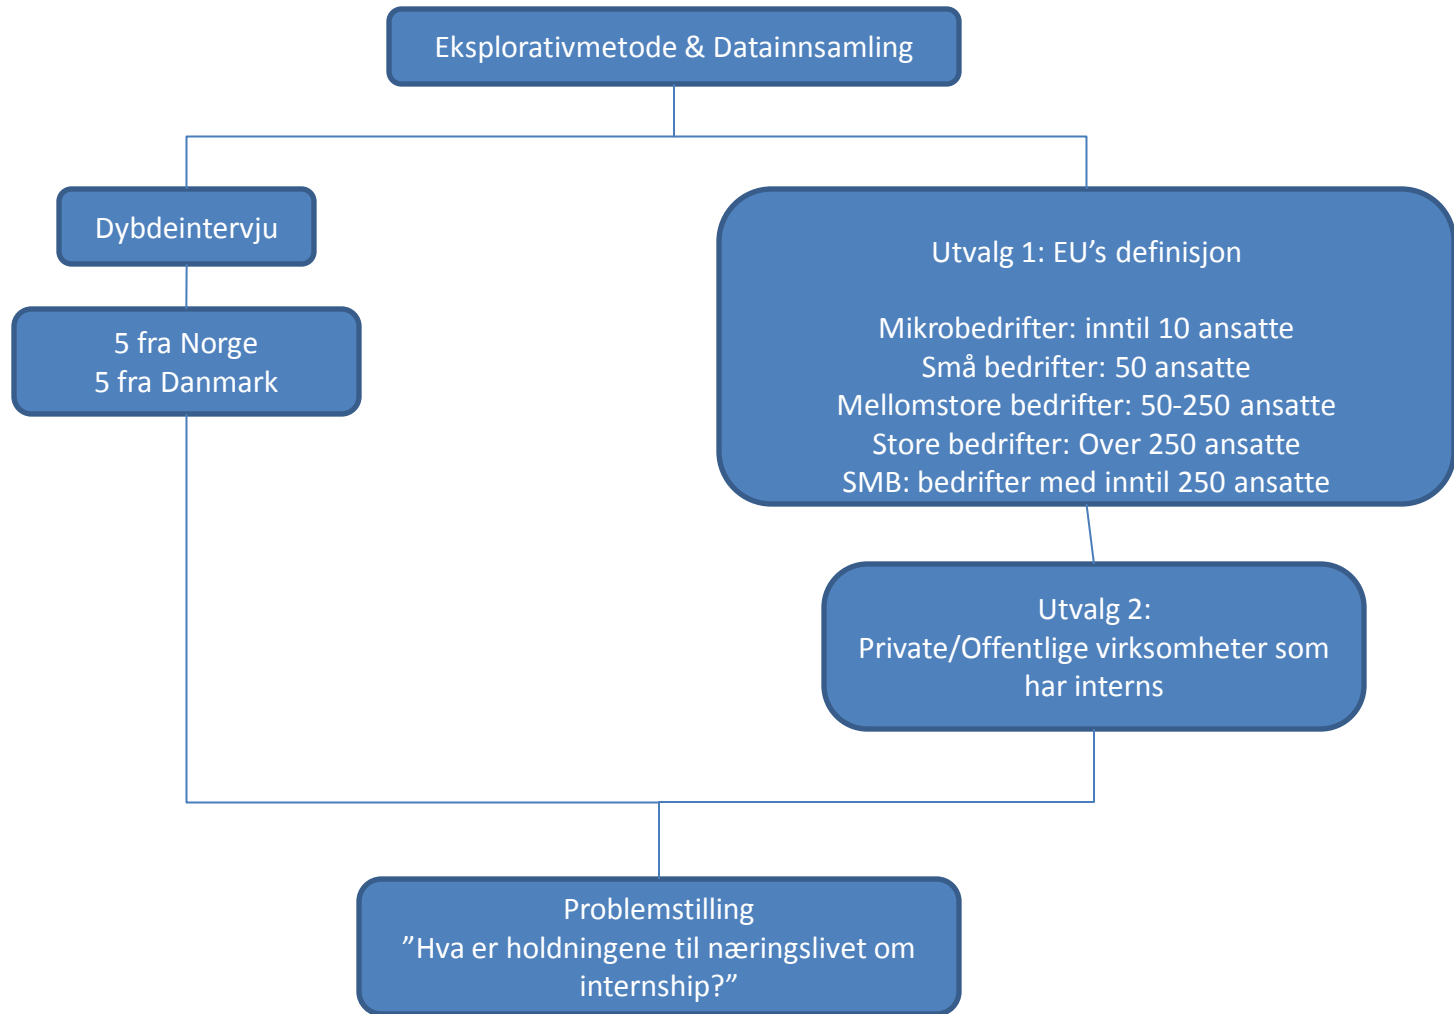 Eksplorativmetode & Datainnsamling
Dybdeintervju
5 fra Norge
5 fra Danmark
Utvalg 1: EU’s definisjon
Mikrobedrifter: inntil 10 ansatte
Små bedrifter: 50 ansatte
Mellomstore bedrifter: 50-250 ansatte
Store bedrifter: Over 250 ansatte
SMB: bedrifter med inntil 250 ansatte
Utvalg 2:
Private/Offentlige virksomheter som
har interns
Problemstilling
”Hva er holdningene til næringslivet om
internship?”